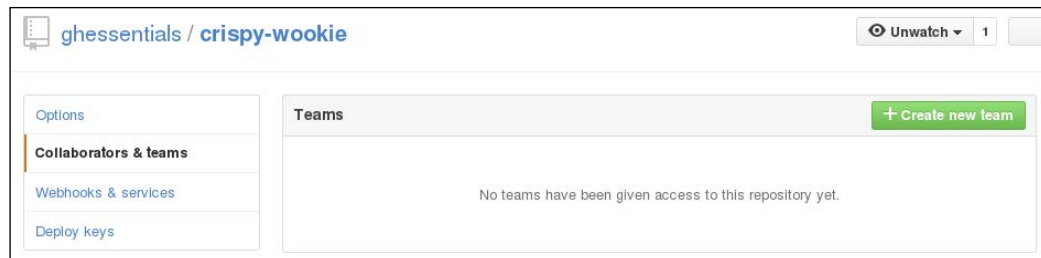 ghessentials / crispy-wookie
Unwatch 1
Options
Collaborators & teams
Webhooks & services
Deploy keys
Teams
+ Create new team
No teams have been given access to this repository yet.